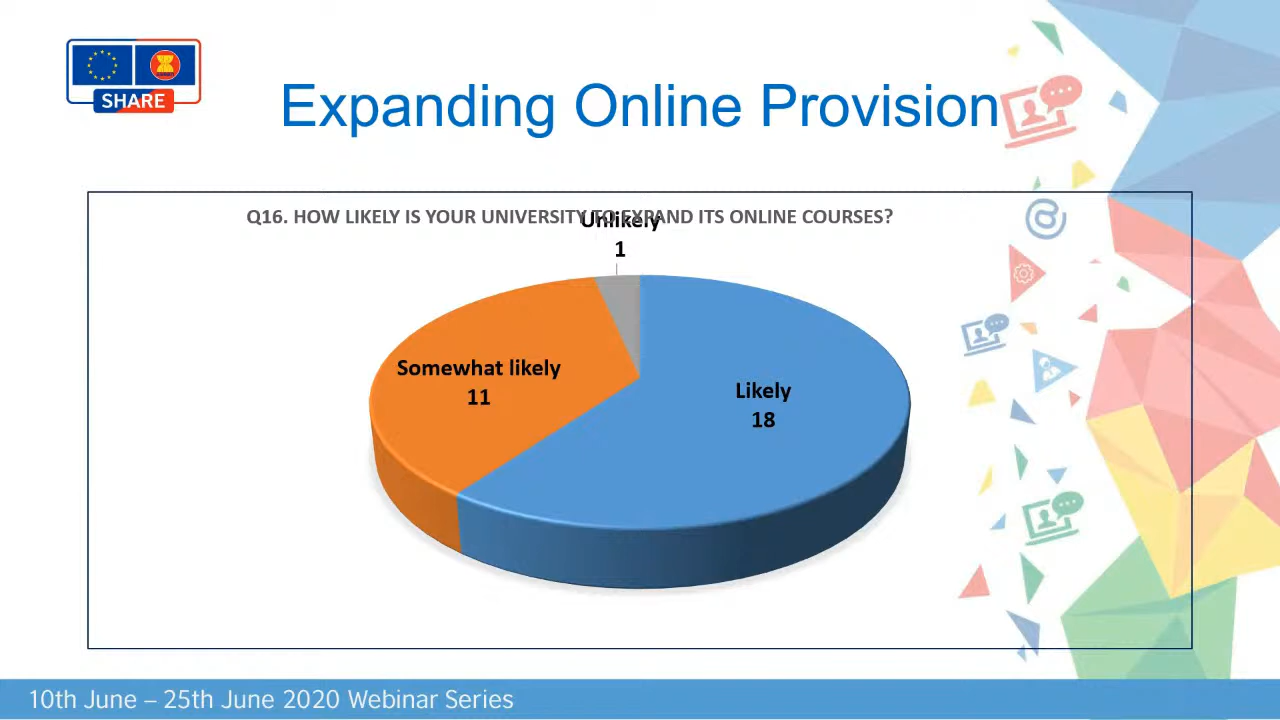 SHARE
Expanding Online Provision
Q16. HOW LIKELY IS YOUR UNIVERSITY TO EXPAND ITS ONLINE COURSES?
Unlikely
1
Somewhat likely
11
Likely
18
10th June – 25th June 2020 Webinar Series